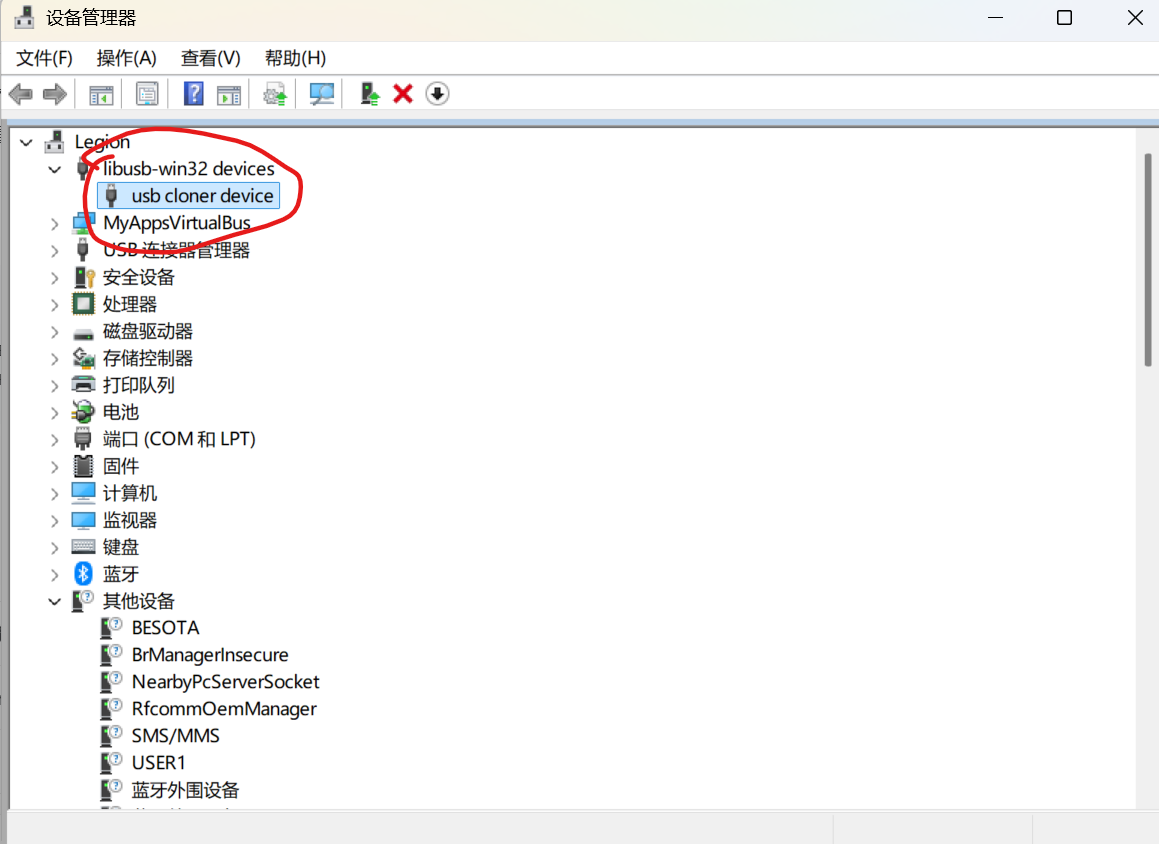 设备管理器
文件(F) 操作(A) 查看(V) 帮助(H)
Legion
libusb-win32 devices
usb cloner device
MyAppsVirtualBus
USB 连接器管理器
安全设备
处理器
磁盘驱动器
存储控制器
打印队列
电池
端口 (COM 和 LPT)
固件
计算机
监视器
键盘
蓝牙
其他设备
BESOTA
BrManagerInsecure
NearbyPcServerSocket
RfcommOemManager
SMS/MMS
USER1
蓝牙外围设备